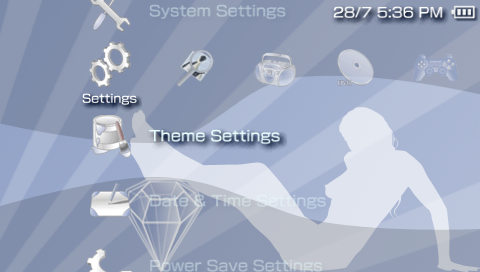 System Settings
28/7 5:36 PM
Settings
Theme Settings
Date & Time Settings
Power Save Settings